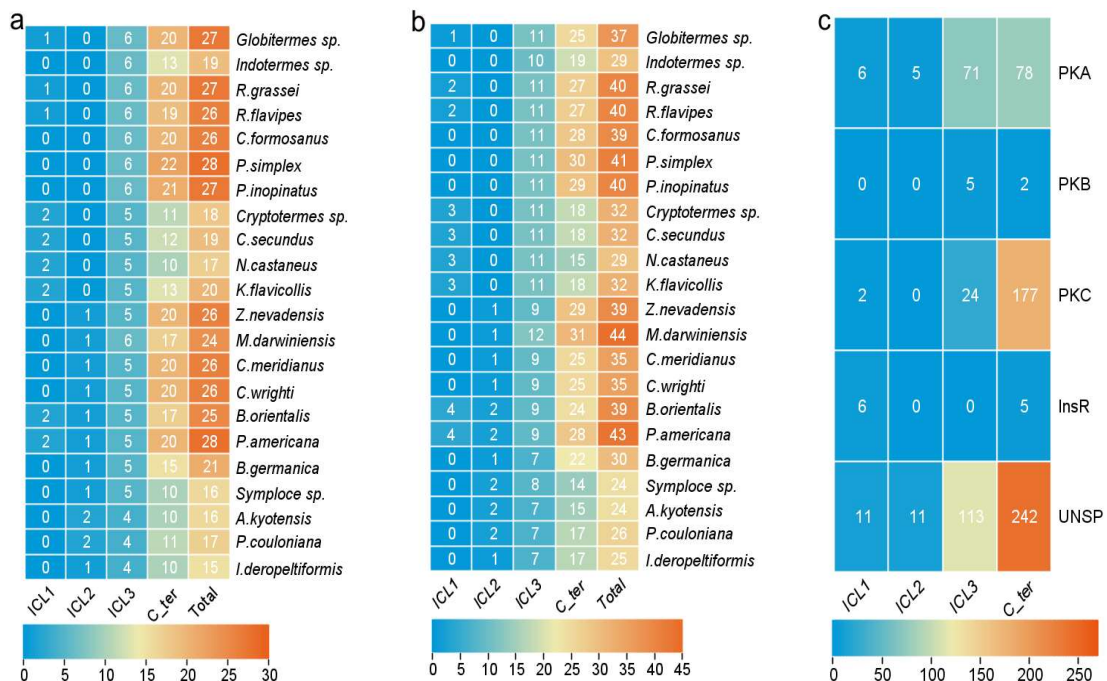 a
1 0 6 20 27 Globitermes sp.
0 0 6 13 19 Indotermes sp.
1 0 6 20 27 R.grassei
1 0 6 19 26 R.flavipes
0 0 6 20 26 C.formosanus
0 0 6 22 28 P.simplex
0 0 6 21 27 P.inopinatus
2 0 5 11 18 Cryptotermes sp.
2 0 5 12 19 C.secundus
2 0 5 10 17 N.castaneus
2 0 5 13 20 K.flavicollis
0 1 5 20 26 Z.nevadensis
0 1 6 17 24 M.darwiniensis
0 1 5 20 26 C.meridianus
0 1 5 20 26 C.wrighti
2 1 5 17 25 B.orientalis
2 1 5 20 28 P.americana
0 1 5 15 21 B.germanica
0 1 5 10 16 Symploce sp.
0 2 4 10 16 A.kyotensis
0 2 4 11 17 P.couloniana
0 1 4 10 15 I.deropeltiformis
ICL1 ICL2 ICL3 C_ter Total
0 5 10 15 20 25 30
b
1 0 11 25 37 Globitermes sp.
0 0 10 19 29 Indotermes sp.
2 0 11 27 40 R.grassei
2 0 11 27 40 R.flavipes
0 0 11 28 39 C.formosanus
0 0 11 30 41 P.simplex
0 0 11 29 40 P.inopinatus
3 0 11 18 32 Cryptotermes sp.
3 0 11 18 32 C.secundus
3 0 11 15 29 N.castaneus
3 0 11 18 32 K.flavicollis
0 1 9 29 39 Z.nevadensis
0 1 12 31 44 M.darwiniensis
0 1 9 25 35 C.meridianus
0 1 9 25 35 C.wrighti
4 2 9 24 39 B.orientalis
4 2 9 28 43 P.americana
0 1 7 22 30 B.germanica
0 2 8 14 24 Symploce sp.
0 2 7 15 24 A.kyotensis
0 2 7 17 26 P.couloniana
0 1 7 17 25 I.deropeltiformis
ICL1 ICL2 ICL3 C_ter Total
0 5 10 15 20 25 30 35 40 45
c
6 5 71 78 PKA
0 0 5 2 PKB
2 0 24 177 PKC
6 0 0 5 InsR
11 11 113 242 UNSP
ICL1 ICL2 ICL3 C_ter
0 50 100 150 200 250